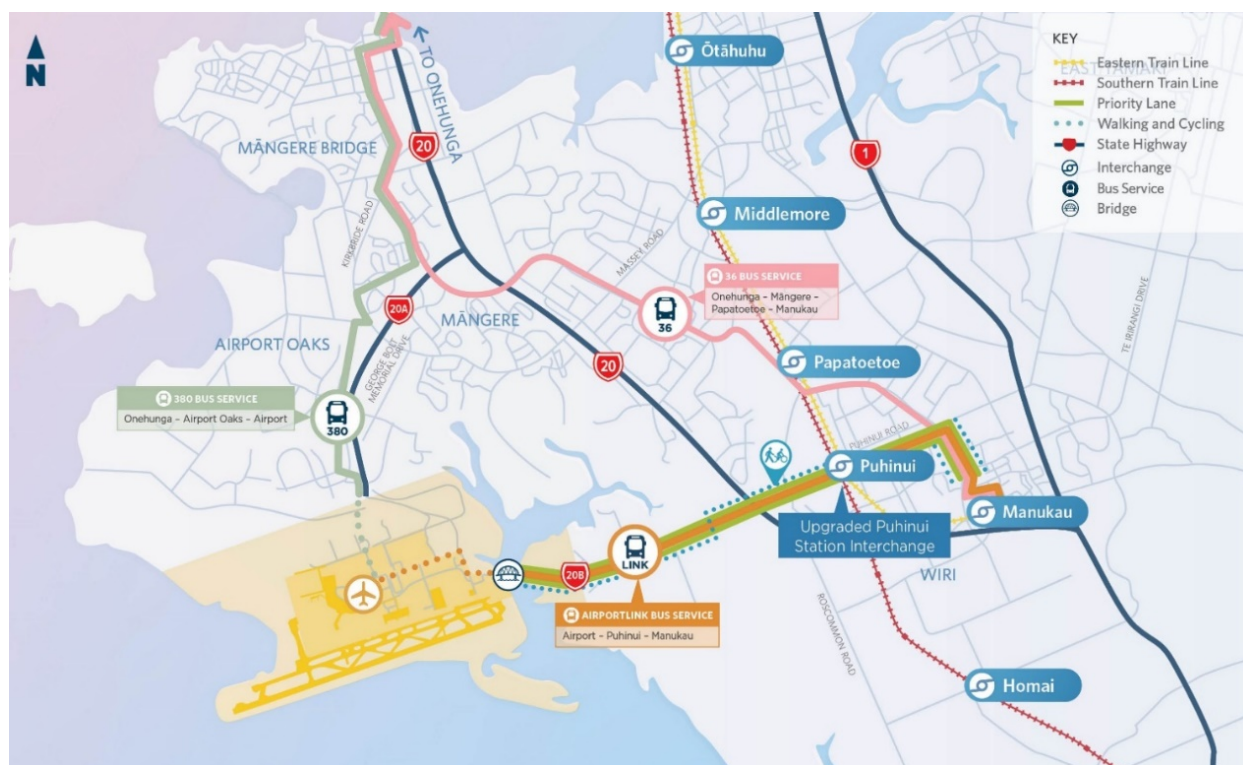 N
TO ONEHUNGA
Ōtāhuhu
KEY
Eastern Train Line
EAST TAMAKI
Southern Train Line
Priority Lane
Walking and Cycling
State Highway
Interchange
Bus Service
Bridge
20
1
MĀNGERE BRIDGE
KIRKBRIDE ROAD
Middlemore
MASSEY ROAD
36 BUS SERVICE
Onehunga – Māngere –
Papatoetoe – Manukau
36
TE IRIRANGI DRIVE
20A
MĀNGERE
AIRPORT OAKS
GEORGE BOLT
MEMORIAL DRIVE
20
Papatoetoe
380 BUS SERVICE
Onehunga – Airport Oaks – Airport
380
PUHINUI ROAD
Puhinui
Manukau
Upgraded Puhinui
Station Interchange
LINK
20B
WIRI
AIRPORTLINK BUS SERVICE
Airport – Puhinui – Manukau
ROSCOMMON ROAD
Homai